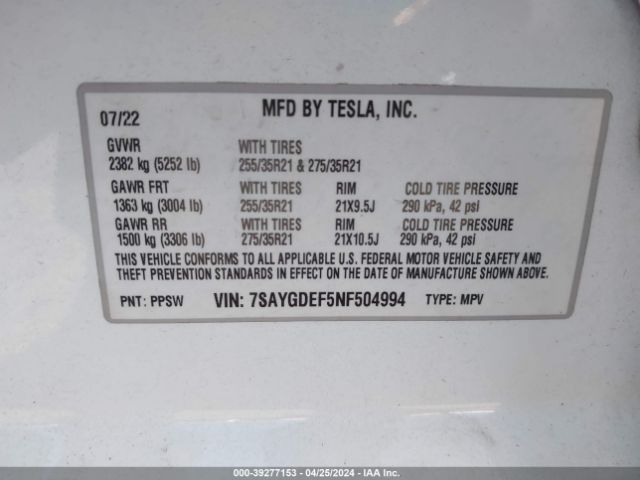 07/22 MFD BY TESLA, INC.
GVWR WITH TIRES
2382 kg (5252 lb) 255/35R21 & 275/35R21
GAWR FRT WITH TIRES RIM COLD TIRE PRESSURE
1363 kg (3004 lb) 255/35R21 21X9.5J 290 kPa, 42 psi
GAWR RR WITH TIRES RIM COLD TIRE PRESSURE
1500 kg (3306 lb) 275/35R21 21X10.5J 290 kPa, 42 psi
THIS VEHICLE CONFORMS TO ALL APPLICABLE U.S. FEDERAL MOTOR VEHICLE SAFETY AND
THEFT PREVENTION STANDARDS IN EFFECT ON THE DATE OF MANUFACTURE SHOWN ABOVE.
PNT: PPSW VIN: 7SAYGDEF5NF504994 TYPE: MPV
000-39277153 - 04/25/2024 - IAA Inc.